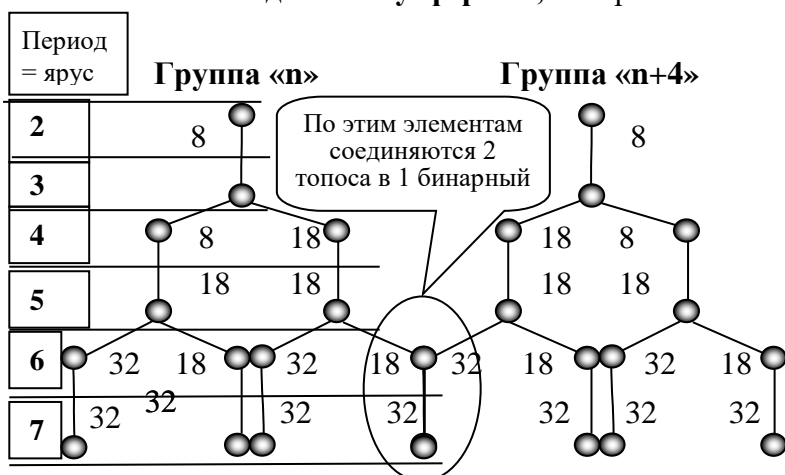 Период
= ярус
Группа «n» Группа «n+4»
По этим элементам
соединяются 2
топоса в 1 бинарный
2 8 8
3
4 8 18 18 8
5 18 18 18 18
6 32 18 32 18 32 18 32 18
7 32 32 32 32 32 32 32